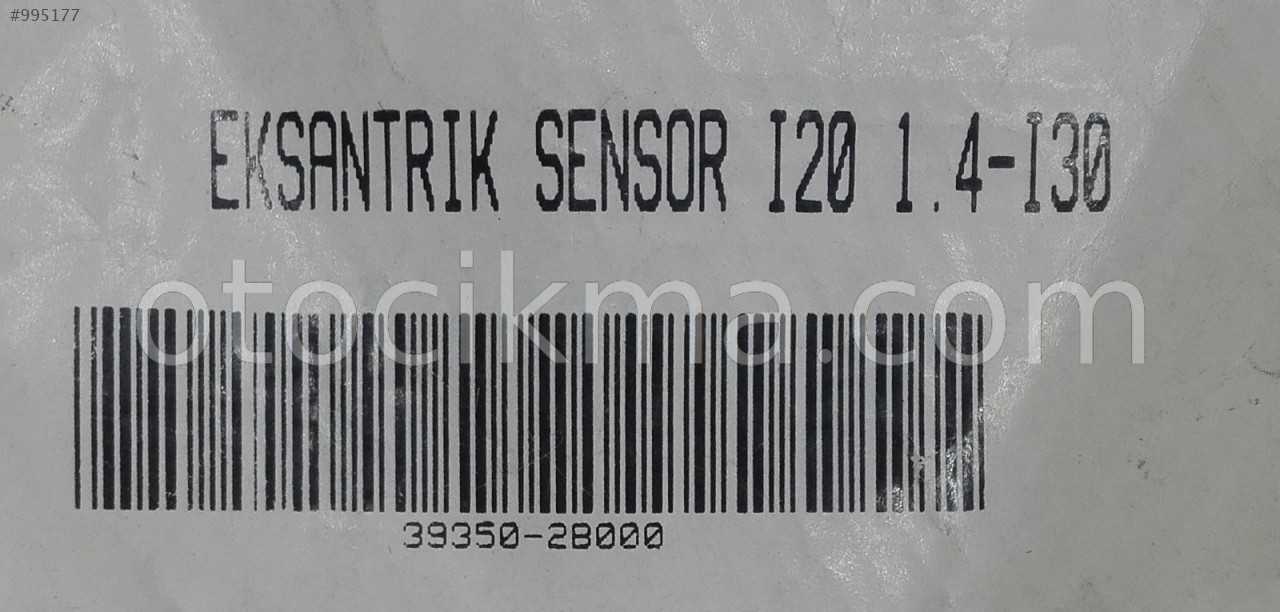 #995177
EKSANTRIK SENSOR I20 1.4-I30
otocikma.com
39350-2B000